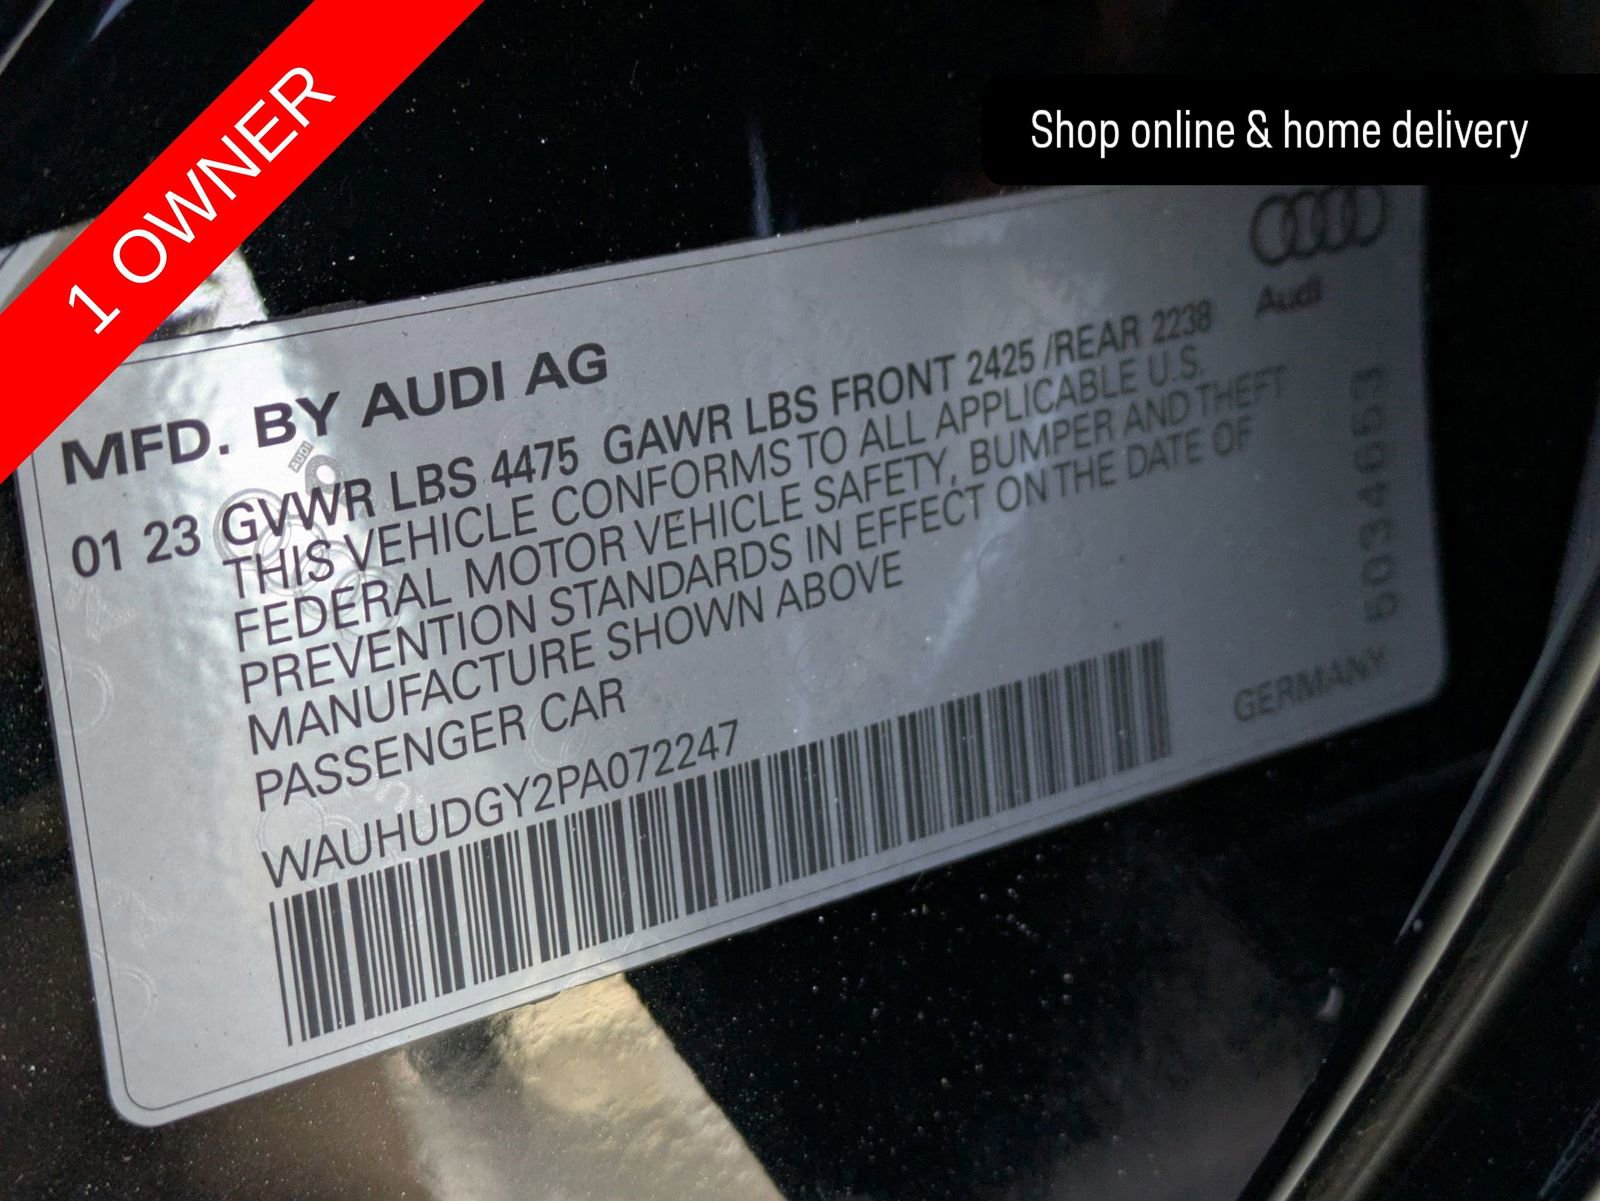 1 OWNER
Shop online & home delivery
Audi
MFD. BY AUDI AG
01 23 GVWR LBS 4475 GAWR LBS FRONT 2425 /REAR 2238
THIS VEHICLE CONFORMS TO ALL APPLICABLE U.S.
FEDERAL MOTOR VEHICLE SAFETY, BUMPER AND THEFT
PREVENTION STANDARDS IN EFFECT ON THE DATE OF
MANUFACTURE SHOWN ABOVE
PASSENGER CAR
WAUHUDGY2PA072247
GERMANY
AUDI